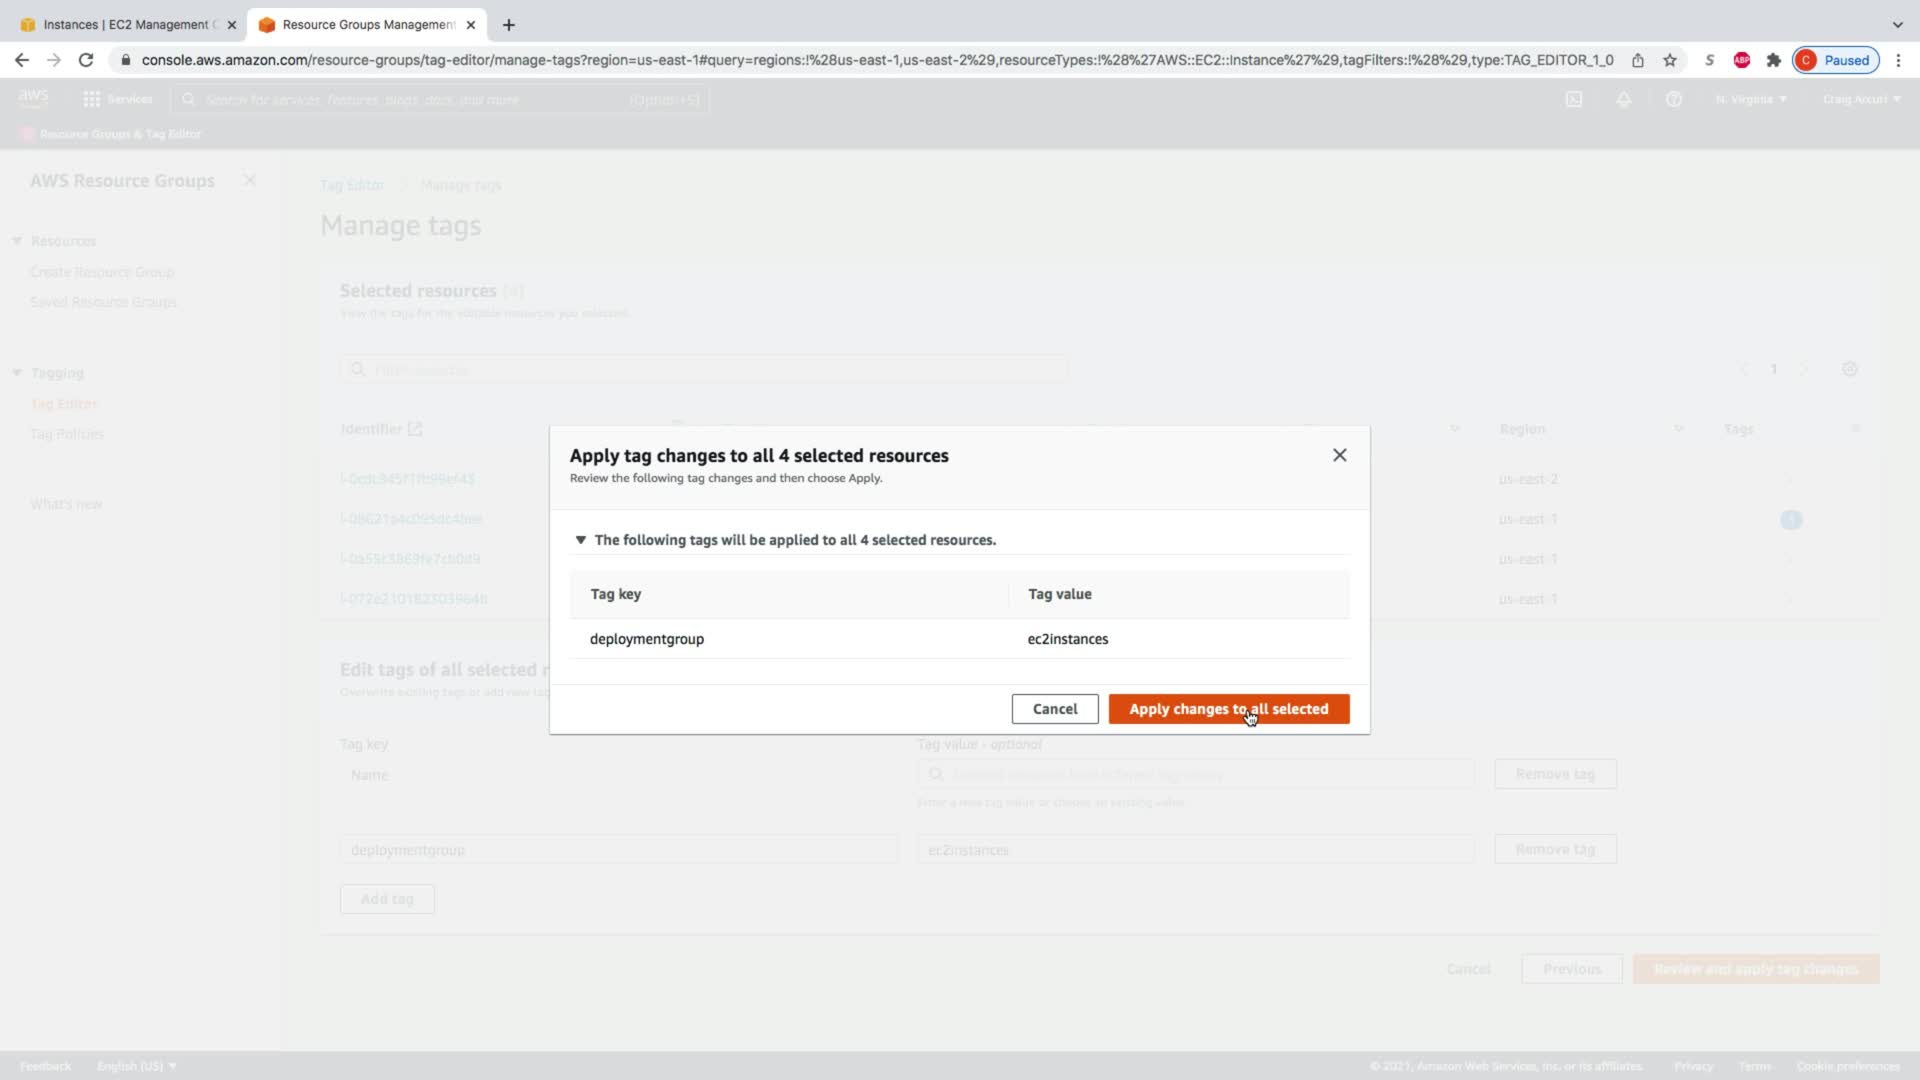 Instances | EC2 Management C
Resource Groups Management
console.aws.amazon.com/resource-groups/tag-editor/manage-tags?region=us-east-1#query=regions:!%28us-east-1,us-east-2%29,resourceTypes:!%28%27AWS::EC2::Instance%27%29,tagFilters:!%28%29,type:TAG_EDITOR_1_0
S
ABP
C
Paused
aws
Services
Search for services, features, blogs, docs, and more
[Option+S]
N. Virginia
Craig Arcuri
Resource Groups & Tag Editor
AWS Resource Groups
Resources
Create Resource Group
Saved Resource Groups
Tagging
Tag Editor
Tag Policies
What's new
Tag Editor
Manage tags
Manage tags
Selected resources (4)
View the tags for the editable resources you selected.
1
Identifier
Region
Tags
us-east-2
us-east-1
us-east-1
us-east-1
Apply tag changes to all 4 selected resources
Review the following tag changes and then choose Apply.
The following tags will be applied to all 4 selected resources.
Tag key
Tag value
deploymentgroup
ec2instances
Cancel
Apply changes to all selected
Edit tags of all selected r
Overwrite existing tags or add new tag
Tag key
Tag value - optional
Name
Remove tag
Enter a new tag value or choose an existing value.
deploymentgroup
ec2instances
Remove tag
Add tag
Cancel
Previous
Review and apply tag changes
Feedback
English (US)
© 2021, Amazon Web Services, Inc. or its affiliates.
Privacy
Terms
Cookie preferences